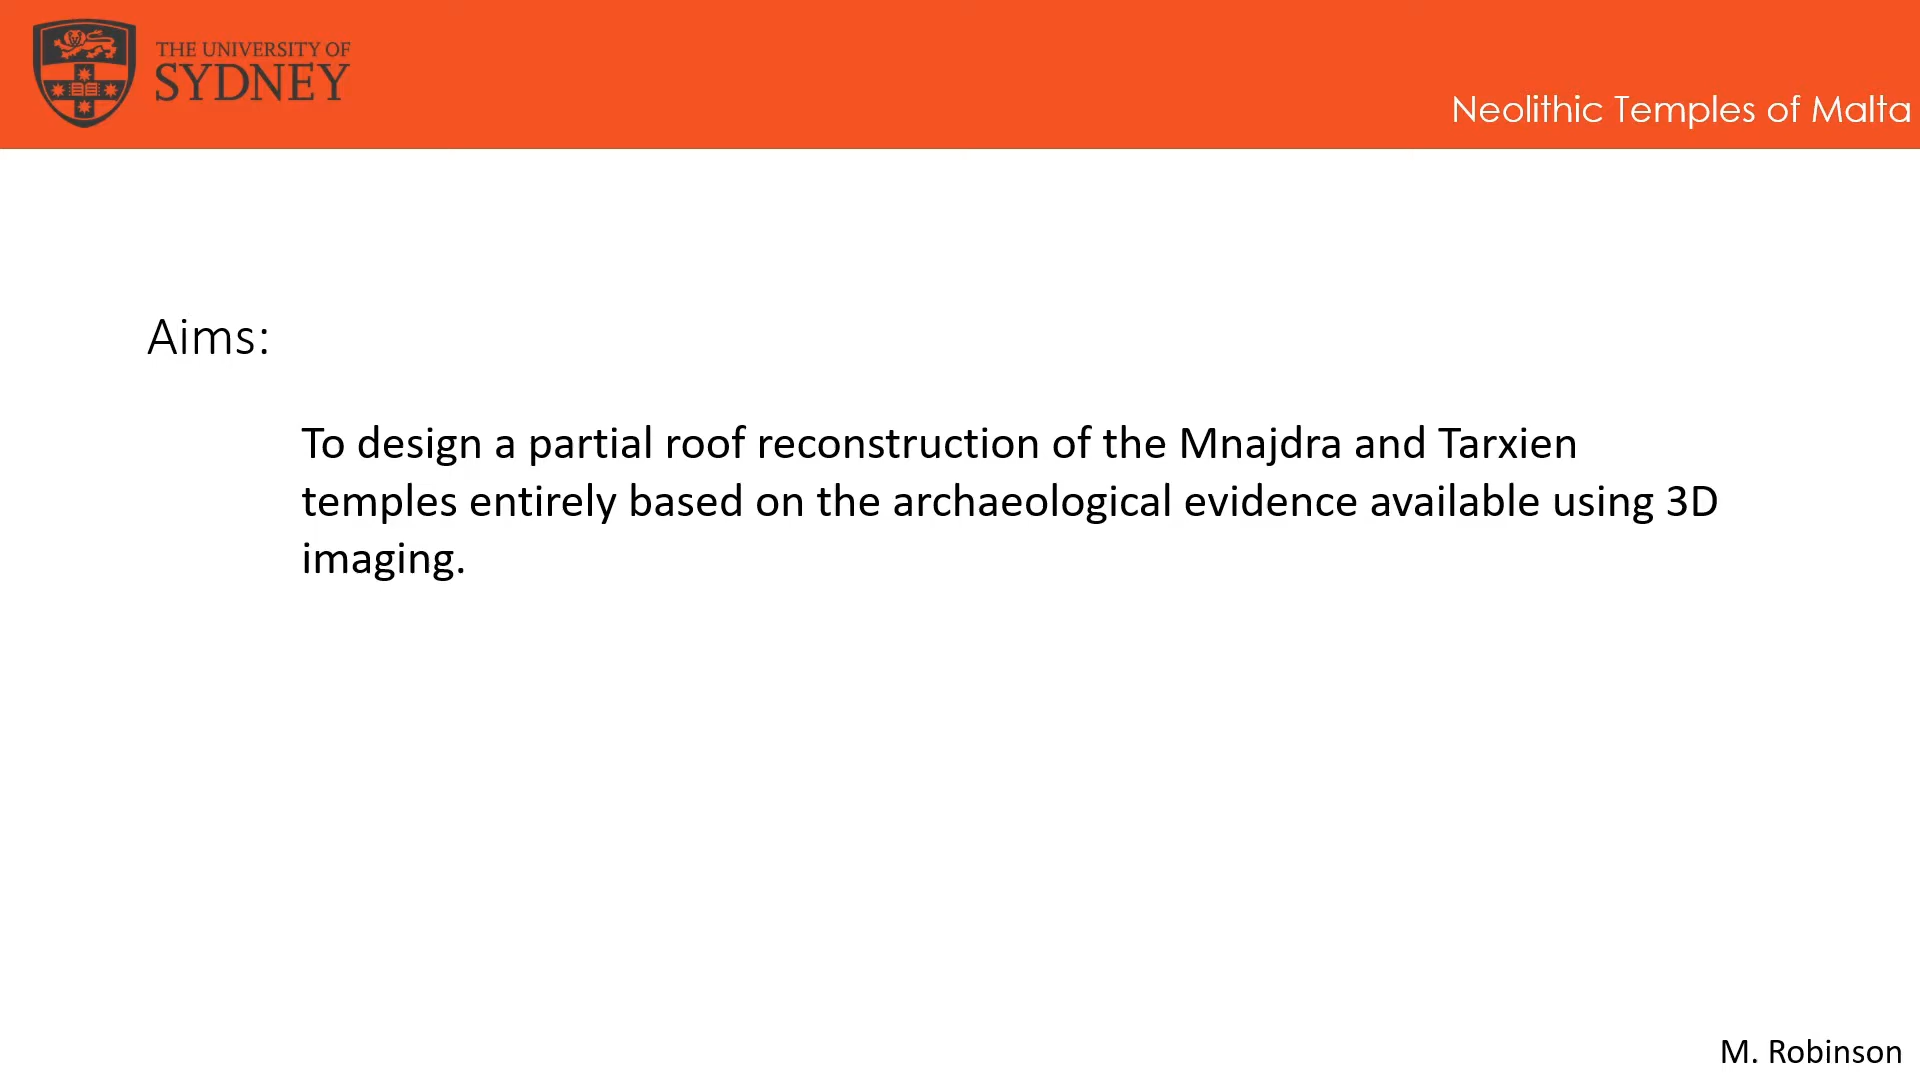 THE UNIVERSITY OF
SYDNEY
Neolithic Temples of Malta
Aims:
To design a partial roof reconstruction of the Mnajdra and Tarxien
temples entirely based on the archaeological evidence available using 3D
imaging.
M. Robinson